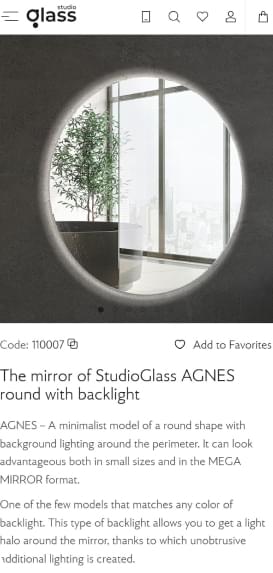 studio
glass
Code: 110007
Add to Favorites
The mirror of StudioGlass AGNES
round with backlight
AGNES – A minimalist model of a round shape with
background lighting around the perimeter. It can look
advantageous both in small sizes and in the MEGA
MIRROR format.
One of the few models that matches any color of
backlight. This type of backlight allows you to get a light
halo around the mirror, thanks to which unobtrusive
additional lighting is created.